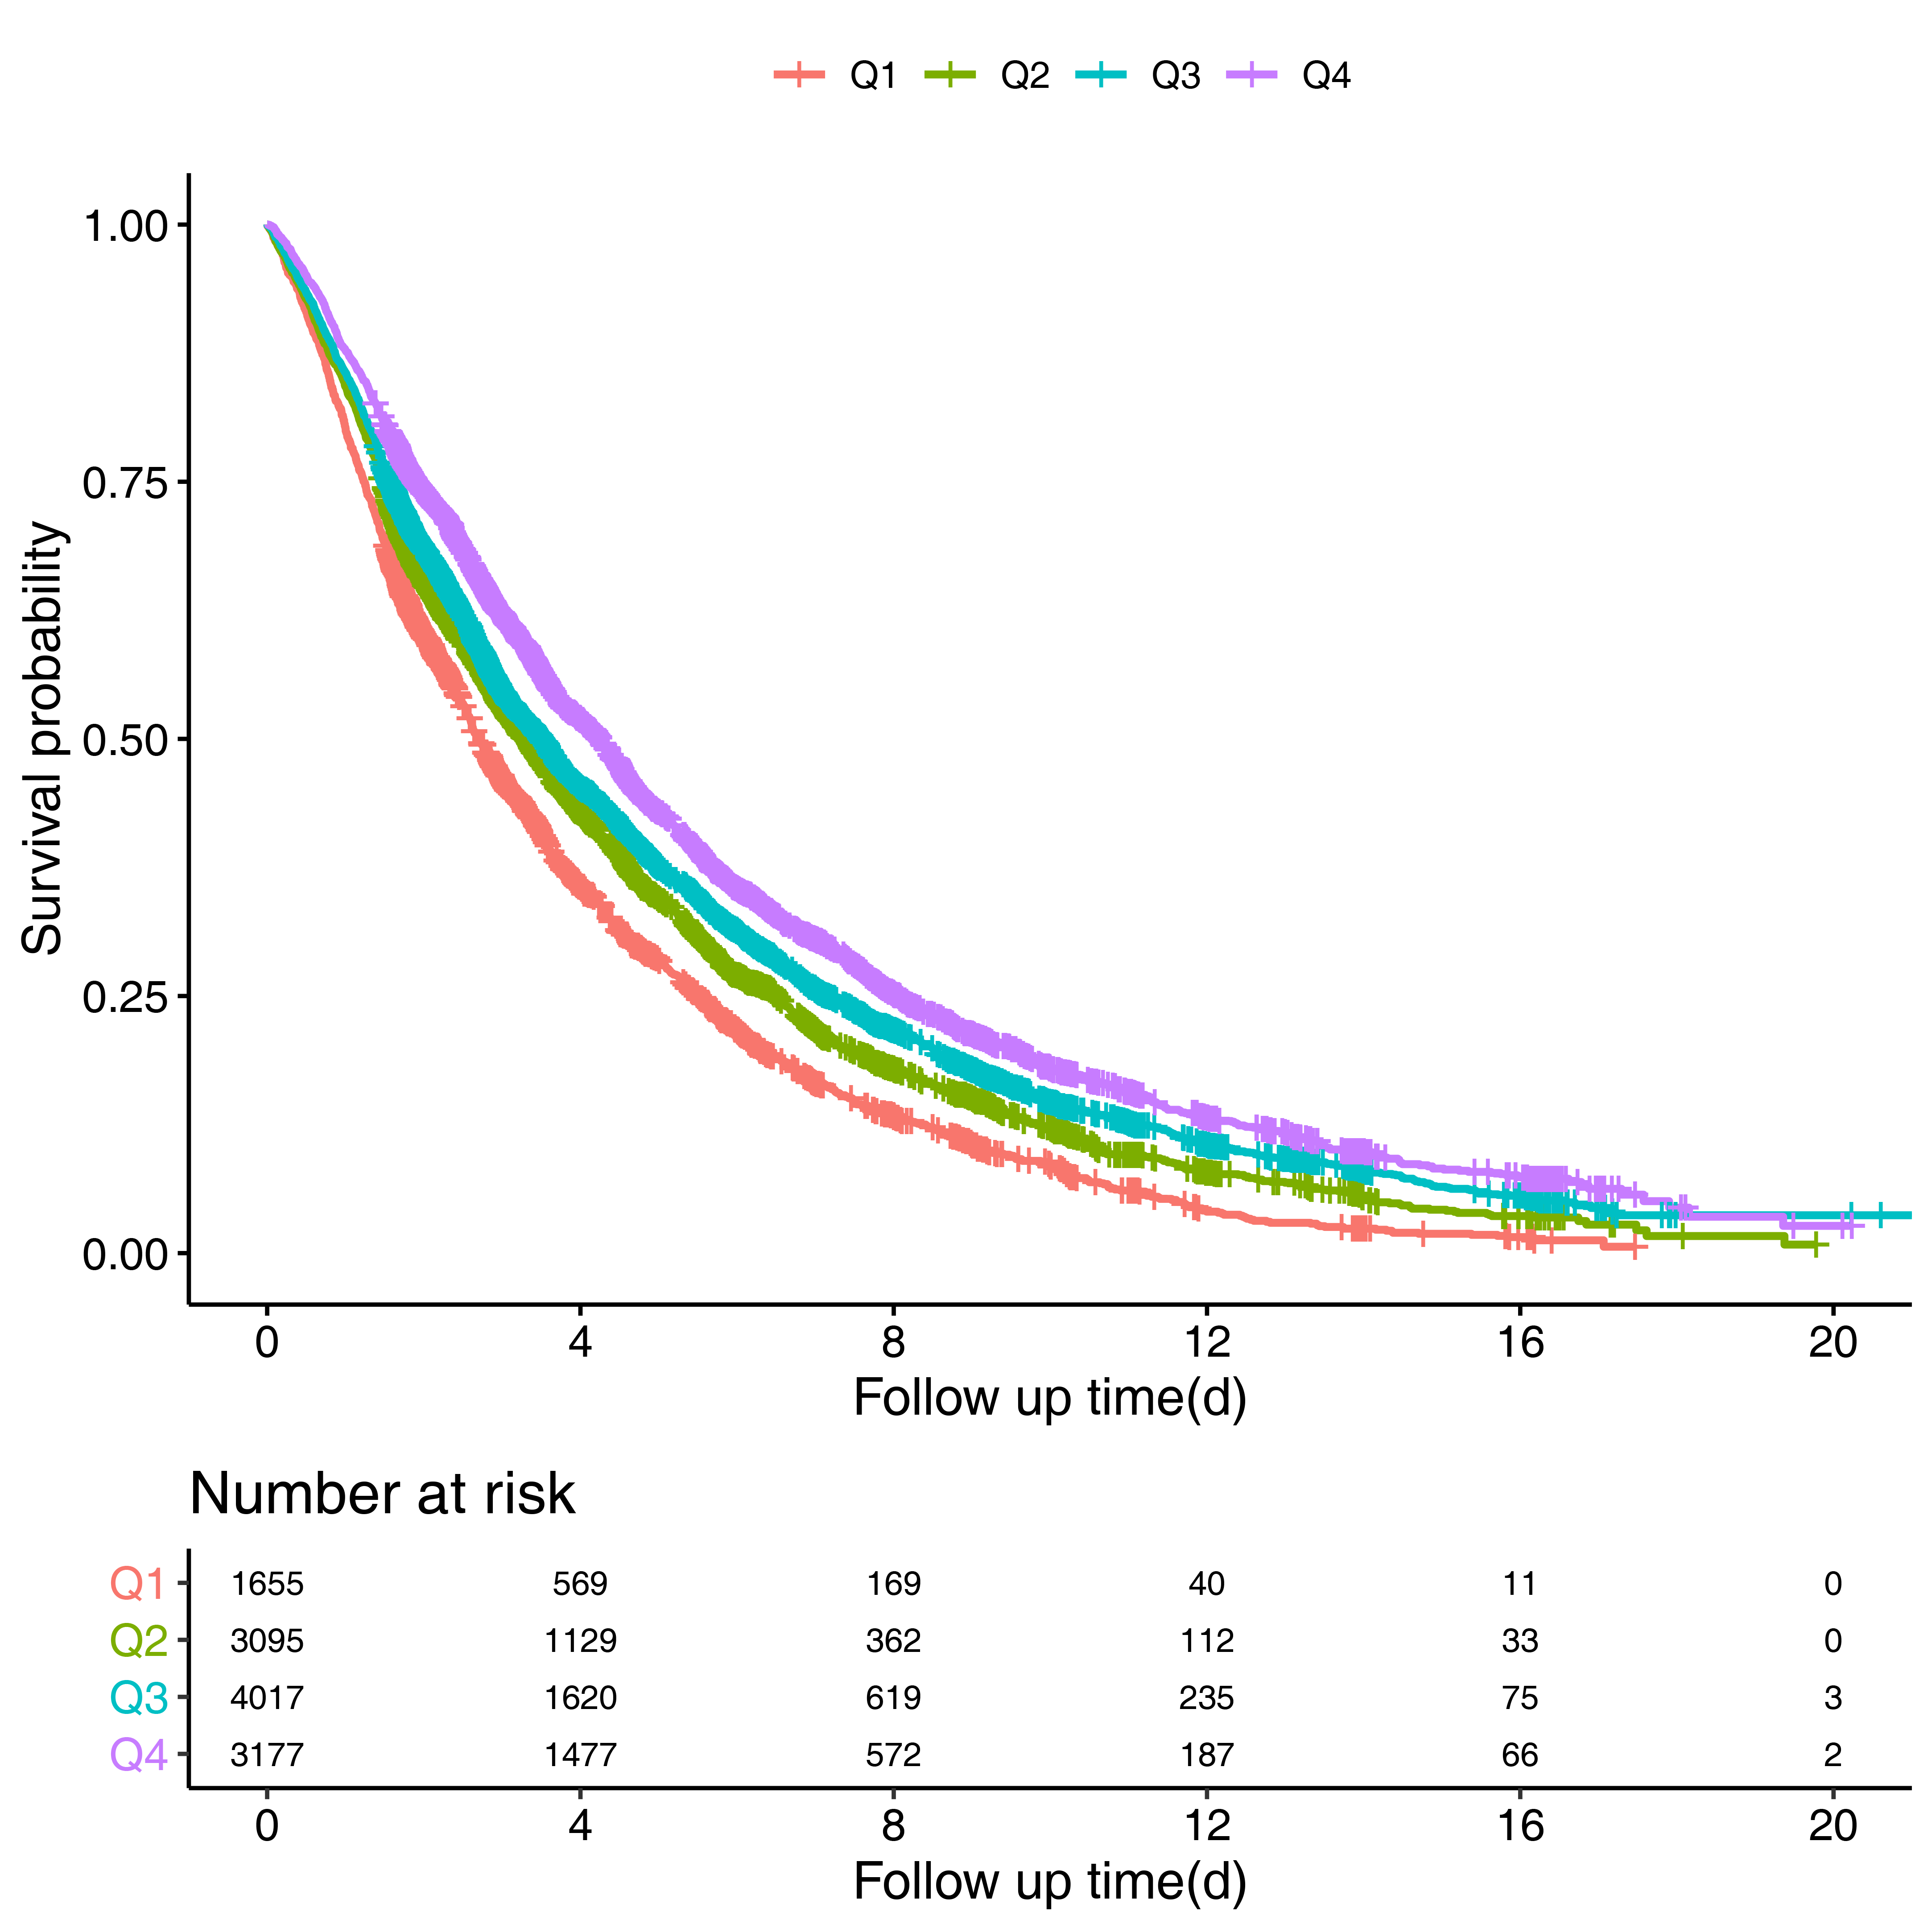 Q1 Q2 Q3 Q4
1.00
0.75
0.50
0.25
0.00
Survival probability
0 4 8 12 16 20
Follow up time(d)
Number at risk
Q1 1655 569 169 40 11 0
Q2 3095 1129 362 112 33 0
Q3 4017 1620 619 235 75 3
Q4 3177 1477 572 187 66 2
0 4 8 12 16 20
Follow up time(d)